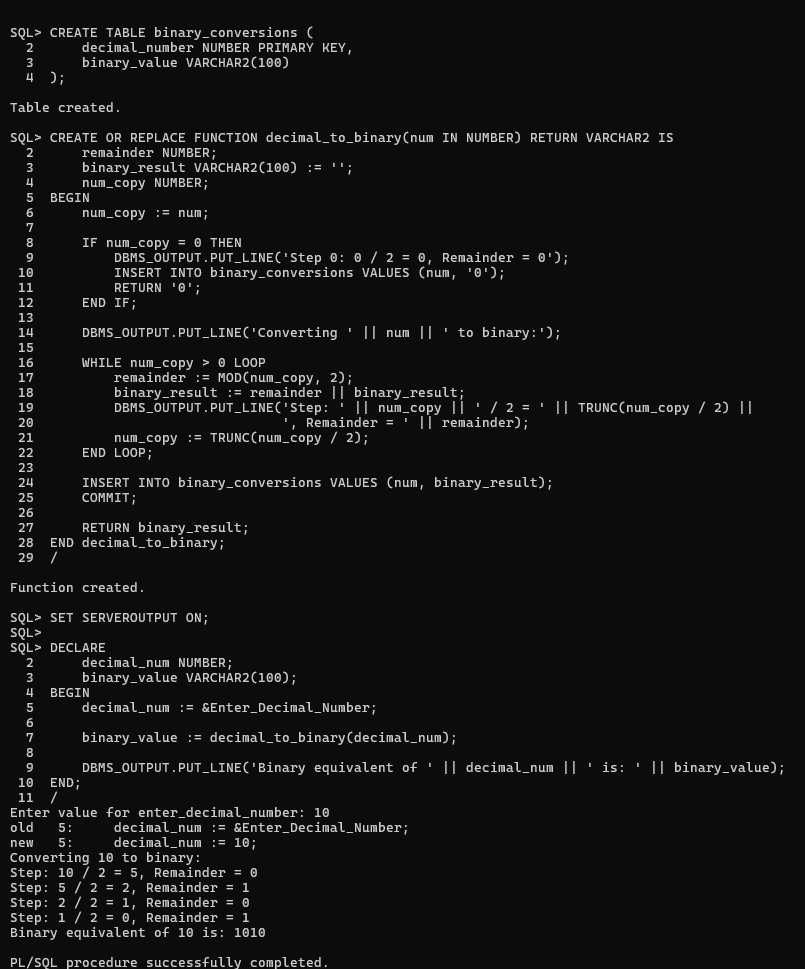 SQL> CREATE TABLE binary_conversions (
  2      decimal_number NUMBER PRIMARY KEY,
  3      binary_value VARCHAR2(100)
  4  );
Table created.
SQL> CREATE OR REPLACE FUNCTION decimal_to_binary(num IN NUMBER) RETURN VARCHAR2 IS
  2      remainder NUMBER;
  3      binary_result VARCHAR2(100) := '';
  4      num_copy NUMBER;
  5  BEGIN
  6      num_copy := num;
  7
  8      IF num_copy = 0 THEN
  9          DBMS_OUTPUT.PUT_LINE('Step 0: 0 / 2 = 0, Remainder = 0');
 10          INSERT INTO binary_conversions VALUES (num, '0');
 11          RETURN '0';
 12      END IF;
 13
 14      DBMS_OUTPUT.PUT_LINE('Converting ' || num || ' to binary:');
 15
 16      WHILE num_copy > 0 LOOP
 17          remainder := MOD(num_copy, 2);
 18          binary_result := remainder || binary_result;
 19          DBMS_OUTPUT.PUT_LINE('Step: ' || num_copy || ' / 2 = ' || TRUNC(num_copy / 2) ||
 20                               ', Remainder = ' || remainder);
 21          num_copy := TRUNC(num_copy / 2);
 22      END LOOP;
 23
 24      INSERT INTO binary_conversions VALUES (num, binary_result);
 25      COMMIT;
 26
 27      RETURN binary_result;
 28  END decimal_to_binary;
 29  /
Function created.
SQL> SET SERVEROUTPUT ON;
SQL>
SQL> DECLARE
  2      decimal_num NUMBER;
  3      binary_value VARCHAR2(100);
  4  BEGIN
  5      decimal_num := &Enter_Decimal_Number;
  6
  7      binary_value := decimal_to_binary(decimal_num);
  8
  9      DBMS_OUTPUT.PUT_LINE('Binary equivalent of ' || decimal_num || ' is: ' || binary_value);
 10  END;
 11  /
Enter value for enter_decimal_number: 10
old   5:     decimal_num := &Enter_Decimal_Number;
new   5:     decimal_num := 10;
Converting 10 to binary:
Step: 10 / 2 = 5, Remainder = 0
Step: 5 / 2 = 2, Remainder = 1
Step: 2 / 2 = 1, Remainder = 0
Step: 1 / 2 = 0, Remainder = 1
Binary equivalent of 10 is: 1010
PL/SQL procedure successfully completed.